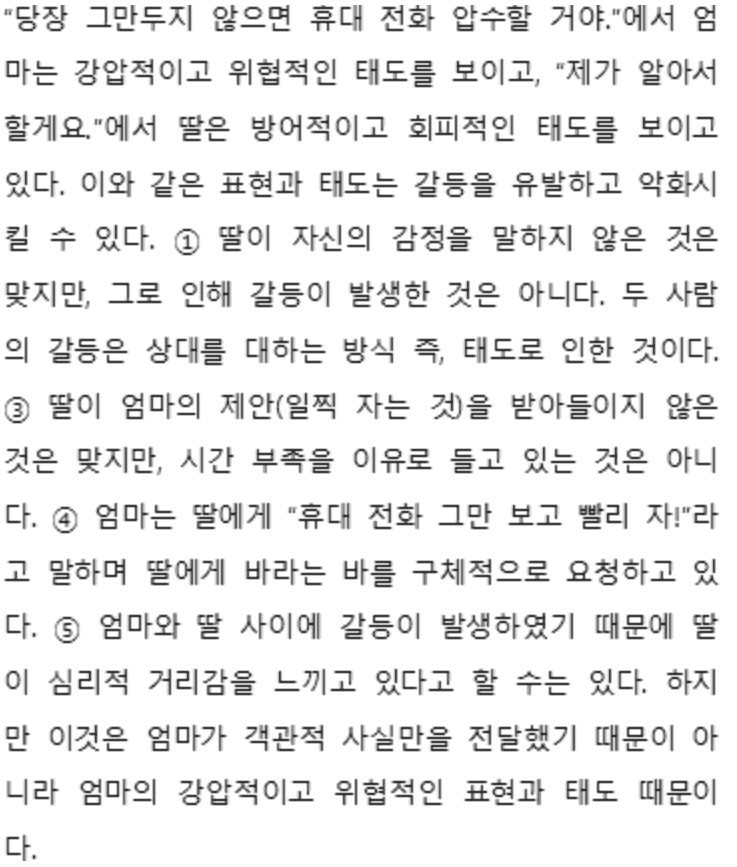 “당장 그만두지 않으면 휴대 전화 압수할 거야.”에서 엄
마는 강압적이고 위협적인 태도를 보이고, “제가 알아서
할게요.”에서 딸은 방어적이고 회피적인 태도를 보이고
있다. 이와 같은 표현과 태도는 갈등을 유발하고 악화시
킬 수 있다. ① 딸이 자신의 감정을 말하지 않은 것은
맞지만, 그로 인해 갈등이 발생한 것은 아니다. 두 사람
의 갈등은 상대를 대하는 방식 즉, 태도로 인한 것이다.
③ 딸이 엄마의 제안(일찍 자는 것)을 받아들이지 않은
것은 맞지만, 시간 부족을 이유로 들고 있는 것은 아니
다. ④ 엄마는 딸에게 “휴대 전화 그만 보고 빨리 자!”라
고 말하며 딸에게 바라는 바를 구체적으로 요청하고 있
다. ⑤ 엄마와 딸 사이에 갈등이 발생하였기 때문에 딸
이 심리적 거리감을 느끼고 있다고 할 수는 있다. 하지
만 이것은 엄마가 객관적 사실만을 전달했기 때문이 아
니라 엄마의 강압적이고 위협적인 표현과 태도 때문이
다.